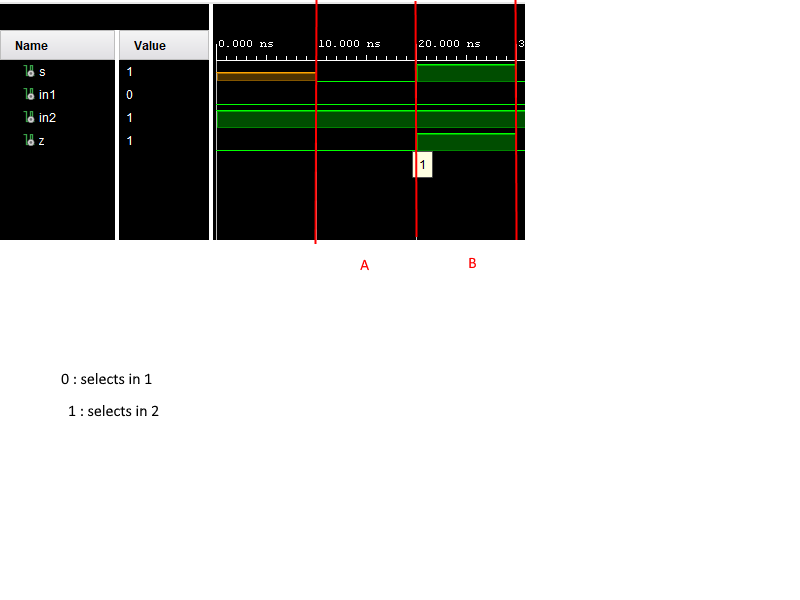 Name Value 0.000 ns 10.000 ns 20.000 ns 3
s 1
in1 0
in2 1
z 1
1
A B
0 : selects in 1
1 : selects in 2